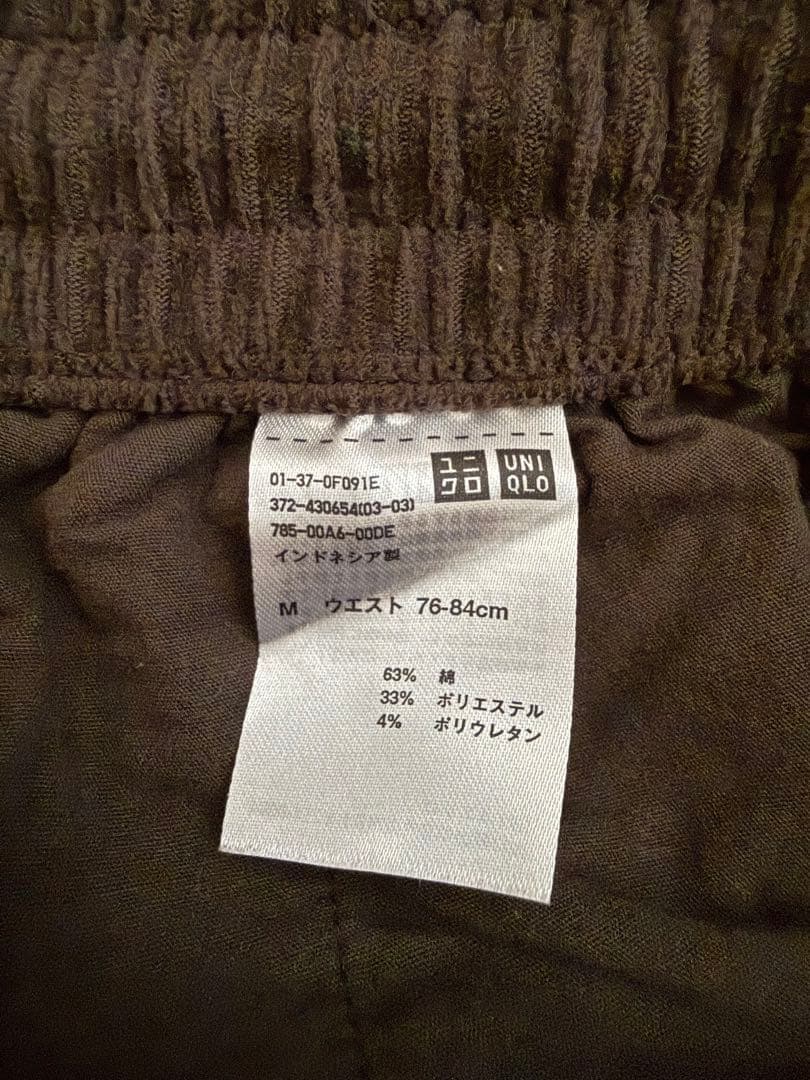 ユニ
クロ
UNI
QLO
01-37-0F091E
372-430654(03-03)
785-00A6-00DE
インドネシア製
M ウエスト 76-84cm
63% 綿
33% ポリエステル
4% ポリウレタン